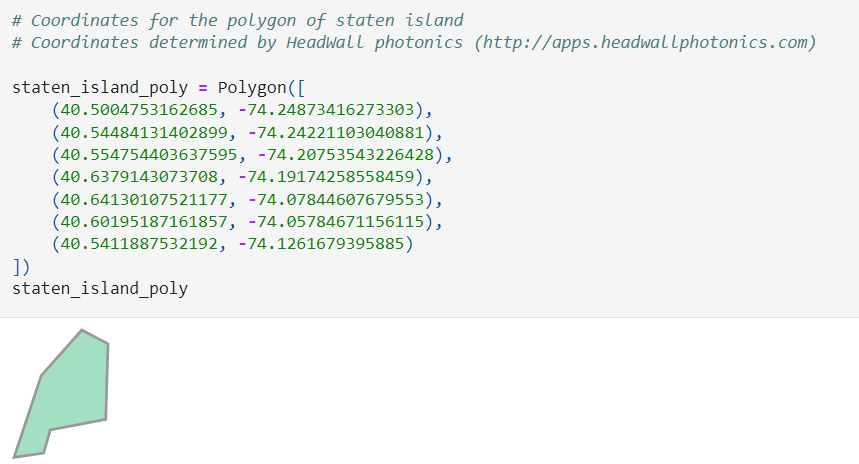 # Coordinates for the polygon of staten island
# Coordinates determined by HeadWall photonics (http://apps.headwallphotonics.com)
staten_island_poly = Polygon([
    (40.5004753162685, -74.24873416273303),
    (40.54484131402899, -74.24221103040881),
    (40.554754403637595, -74.20753543226428),
    (40.6379143073708, -74.19174258558459),
    (40.64130107521177, -74.07844607679553),
    (40.60195187161857, -74.05784671156115),
    (40.5411887532192, -74.1261679395885)
])
staten_island_poly